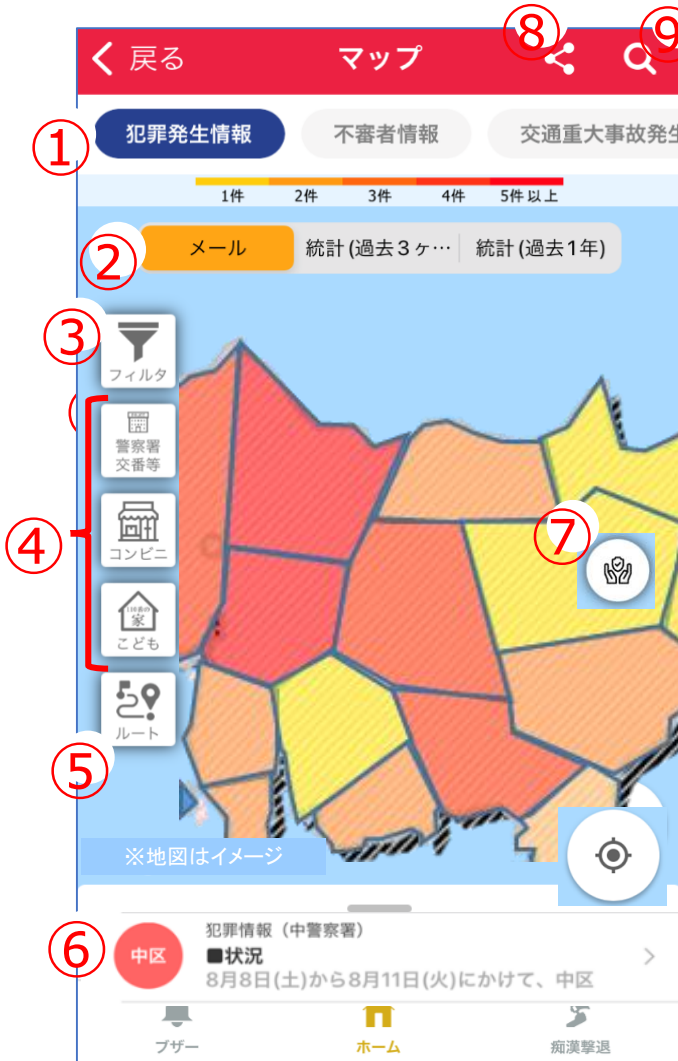 ⑧ ⑨
戻る マップ
① 犯罪発生情報 不審者情報 交通重大事故発生
1件 2件 3件 4件 5件以上
② メール 統計(過去3ヶ… 統計(過去1年)
③
フィルタ
警察署
交番等
④ ⑦
コンビニ
110番の
家
こども
ルート
⑤
※地図はイメージ
犯罪情報（中警察署）
⑥ 中区 ■状況
8月8日(土)から8月11日(火)にかけて、中区
ブザー ホーム 痴漢撃退